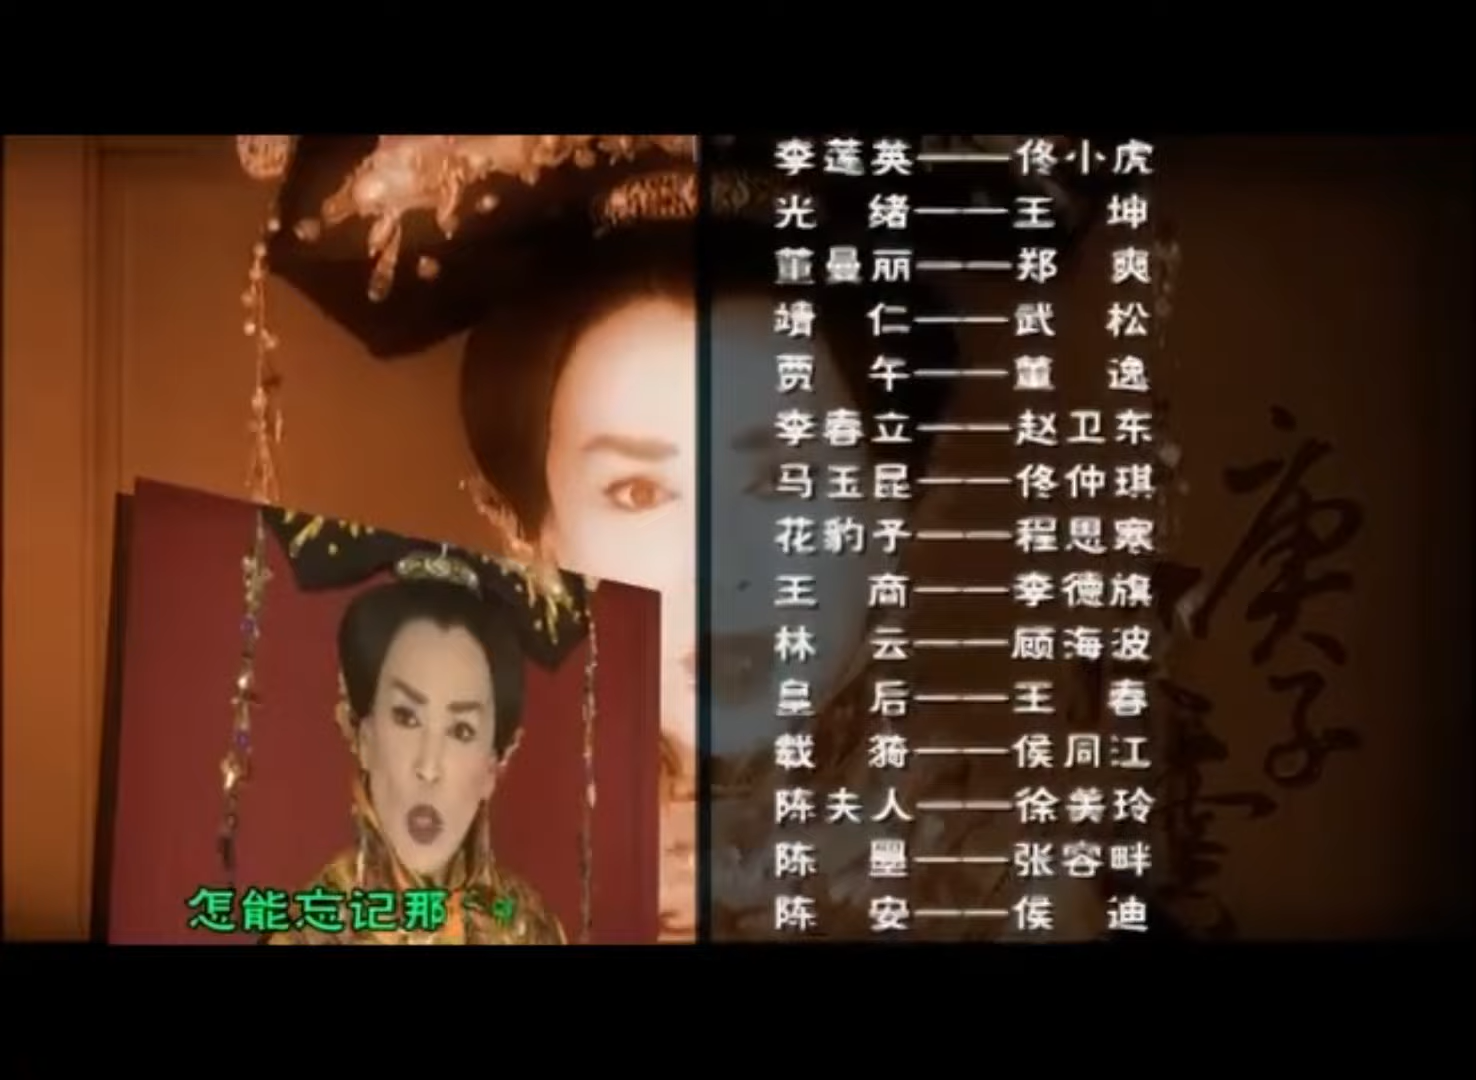 李莲英——佟小虎
光绪——王坤
董曼丽——郑爽
靖仁——武松
贾午——董逸
李春立——赵卫东
马玉昆——佟仲琪
花豹子——程思寒
王商——李德旗
林云——顾海波
皇后——王春
载漪——侯同江
陈夫人——徐美玲
陈墨——张容畔
陈安——侯迪
怎能忘记那
庚子